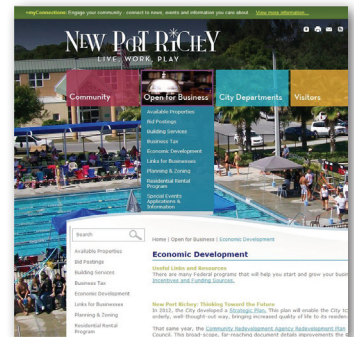 »myConnections: Engage your community - connect to news, events and information you care about. View more information...
NEW PORT RICHEY
LIVE, WORK, PLAY
Community
Open for Business
City Departments
Visitors
Available Properties
Bid Postings
Building Services
Business Tax
Economic Development
Links for Businesses
Planning & Zoning
Residential Rental
Program
Special Events
Applications &
Information
Search
Available Properties
Bid Postings
Building Services
Business Tax
Economic Development
Links for Businesses
Planning & Zoning
Residential Rental
Program
Home | Open for Business | Economic Development
Economic Development
Useful Links and Resources
There are many Federal programs that will help you start and grow your busin
Incentives and Funding Sources.
New Port Richey: Thinking Toward the Future
In 2012, the City developed a Strategic Plan. This plan will enable the City to
orderly, well-thought-out way, bringing increased quality of life to its residen
That same year, the Community Redevelopment Agency Redevelopment Plan
Council. This broad-scope, far-reaching document details improvements the